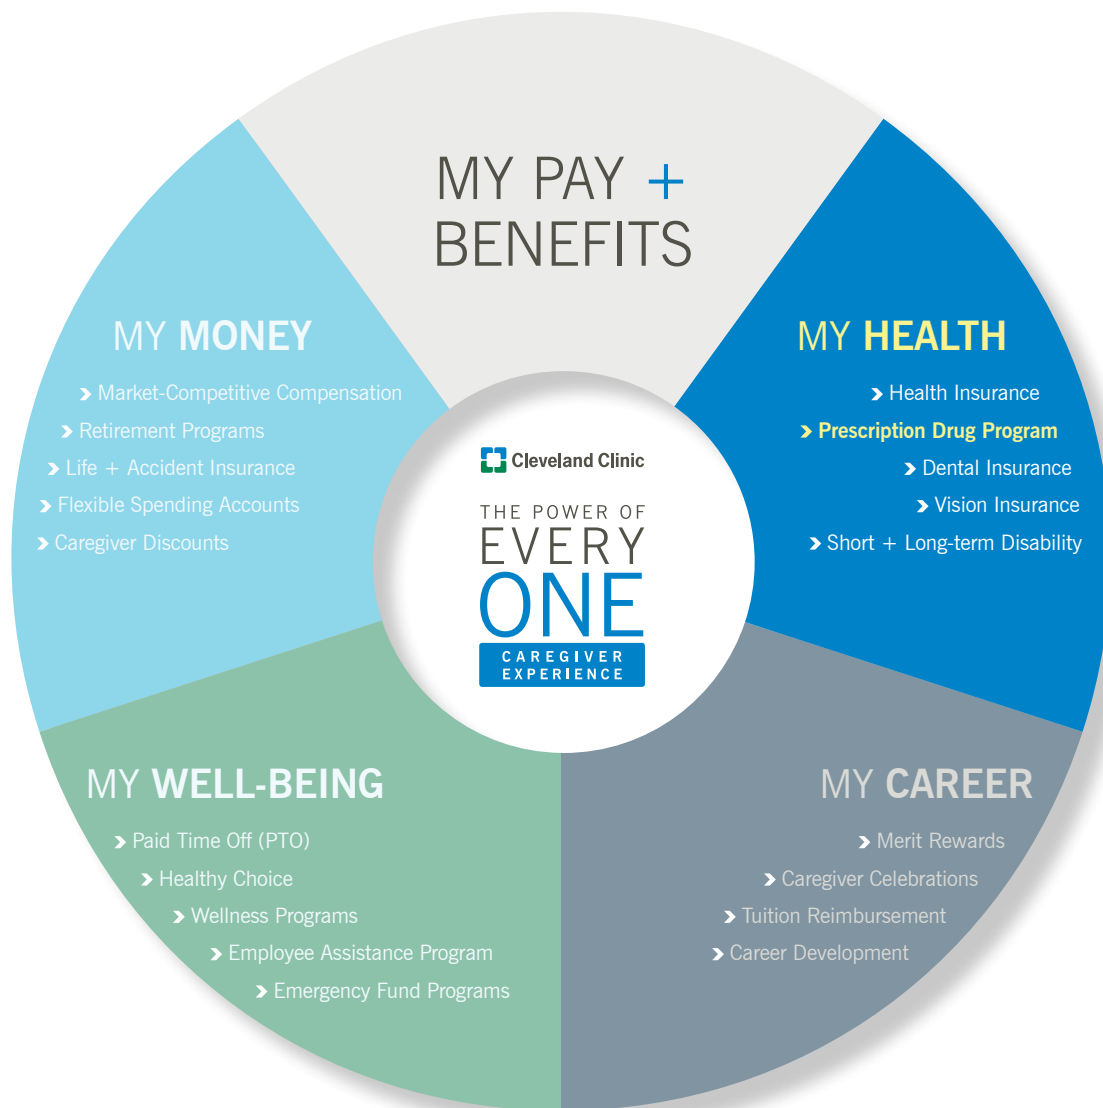 MY PAY +
BENEFITS
MY MONEY
› Market-Competitive Compensation
› Retirement Programs
› Life + Accident Insurance
› Flexible Spending Accounts
› Caregiver Discounts
MY HEALTH
› Health Insurance
› Prescription Drug Program
› Dental Insurance
› Vision Insurance
› Short + Long-term Disability
Cleveland Clinic
THE POWER OF
EVERY
ONE
CAREGIVER
EXPERIENCE
MY WELL-BEING
› Paid Time Off (PTO)
› Healthy Choice
› Wellness Programs
› Employee Assistance Program
› Emergency Fund Programs
MY CAREER
› Merit Rewards
› Caregiver Celebrations
› Tuition Reimbursement
› Career Development